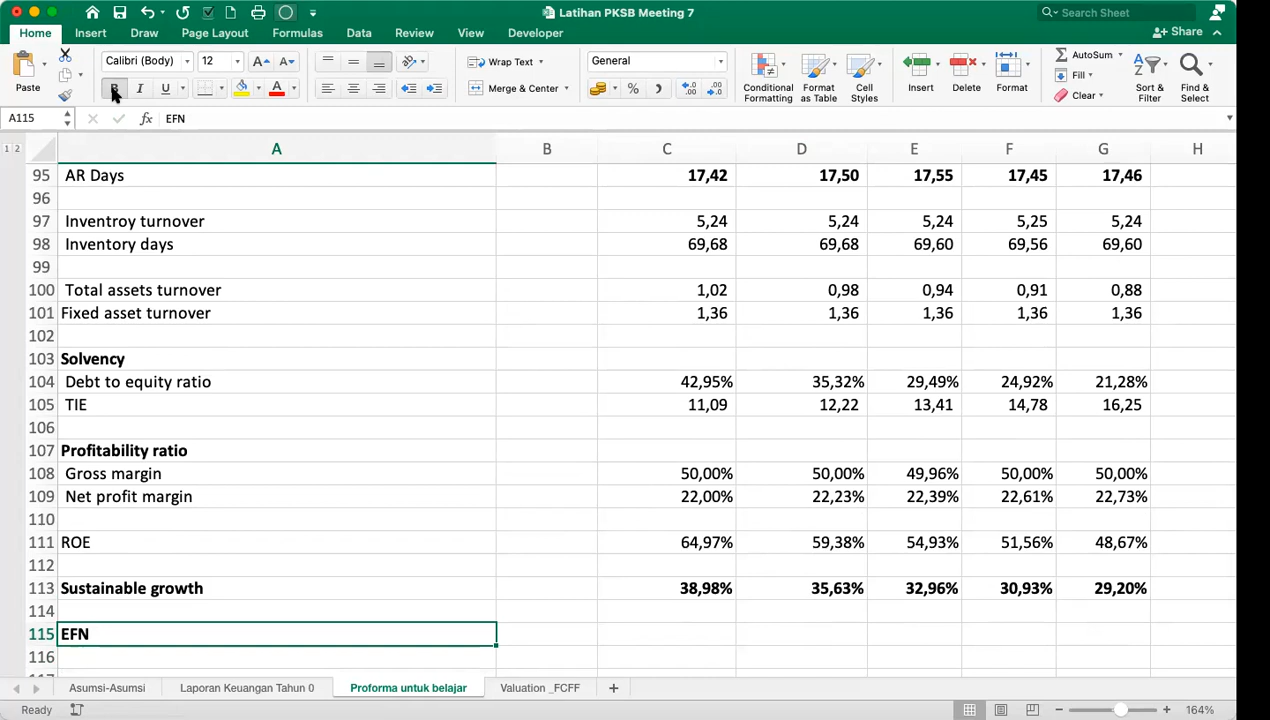 Latihan PKSB Meeting 7
Search Sheet
Home Insert Draw Page Layout Formulas Data Review View Developer
Share
Paste
Calibri (Body) 12
Wrap Text
Merge & Center
General
Conditional Formatting
Format as Table
Cell Styles
Insert
Delete
Format
AutoSum
Fill
Clear
Sort & Filter
Find & Select
A115 fx EFN
1 2 A B C D E F G H
95 AR Days 17,42 17,50 17,55 17,45 17,46
96
97 Inventroy turnover 5,24 5,24 5,24 5,25 5,24
98 Inventory days 69,68 69,68 69,60 69,56 69,60
99
100 Total assets turnover 1,02 0,98 0,94 0,91 0,88
101 Fixed asset turnover 1,36 1,36 1,36 1,36 1,36
102
103 Solvency
104 Debt to equity ratio 42,95% 35,32% 29,49% 24,92% 21,28%
105 TIE 11,09 12,22 13,41 14,78 16,25
106
107 Profitability ratio
108 Gross margin 50,00% 50,00% 49,96% 50,00% 50,00%
109 Net profit margin 22,00% 22,23% 22,39% 22,61% 22,73%
110
111 ROE 64,97% 59,38% 54,93% 51,56% 48,67%
112
113 Sustainable growth 38,98% 35,63% 32,96% 30,93% 29,20%
114
115 EFN
116
Asumsi-Asumsi Laporan Keuangan Tahun 0 Proforma untuk belajar Valuation _FCFF
Ready 164%